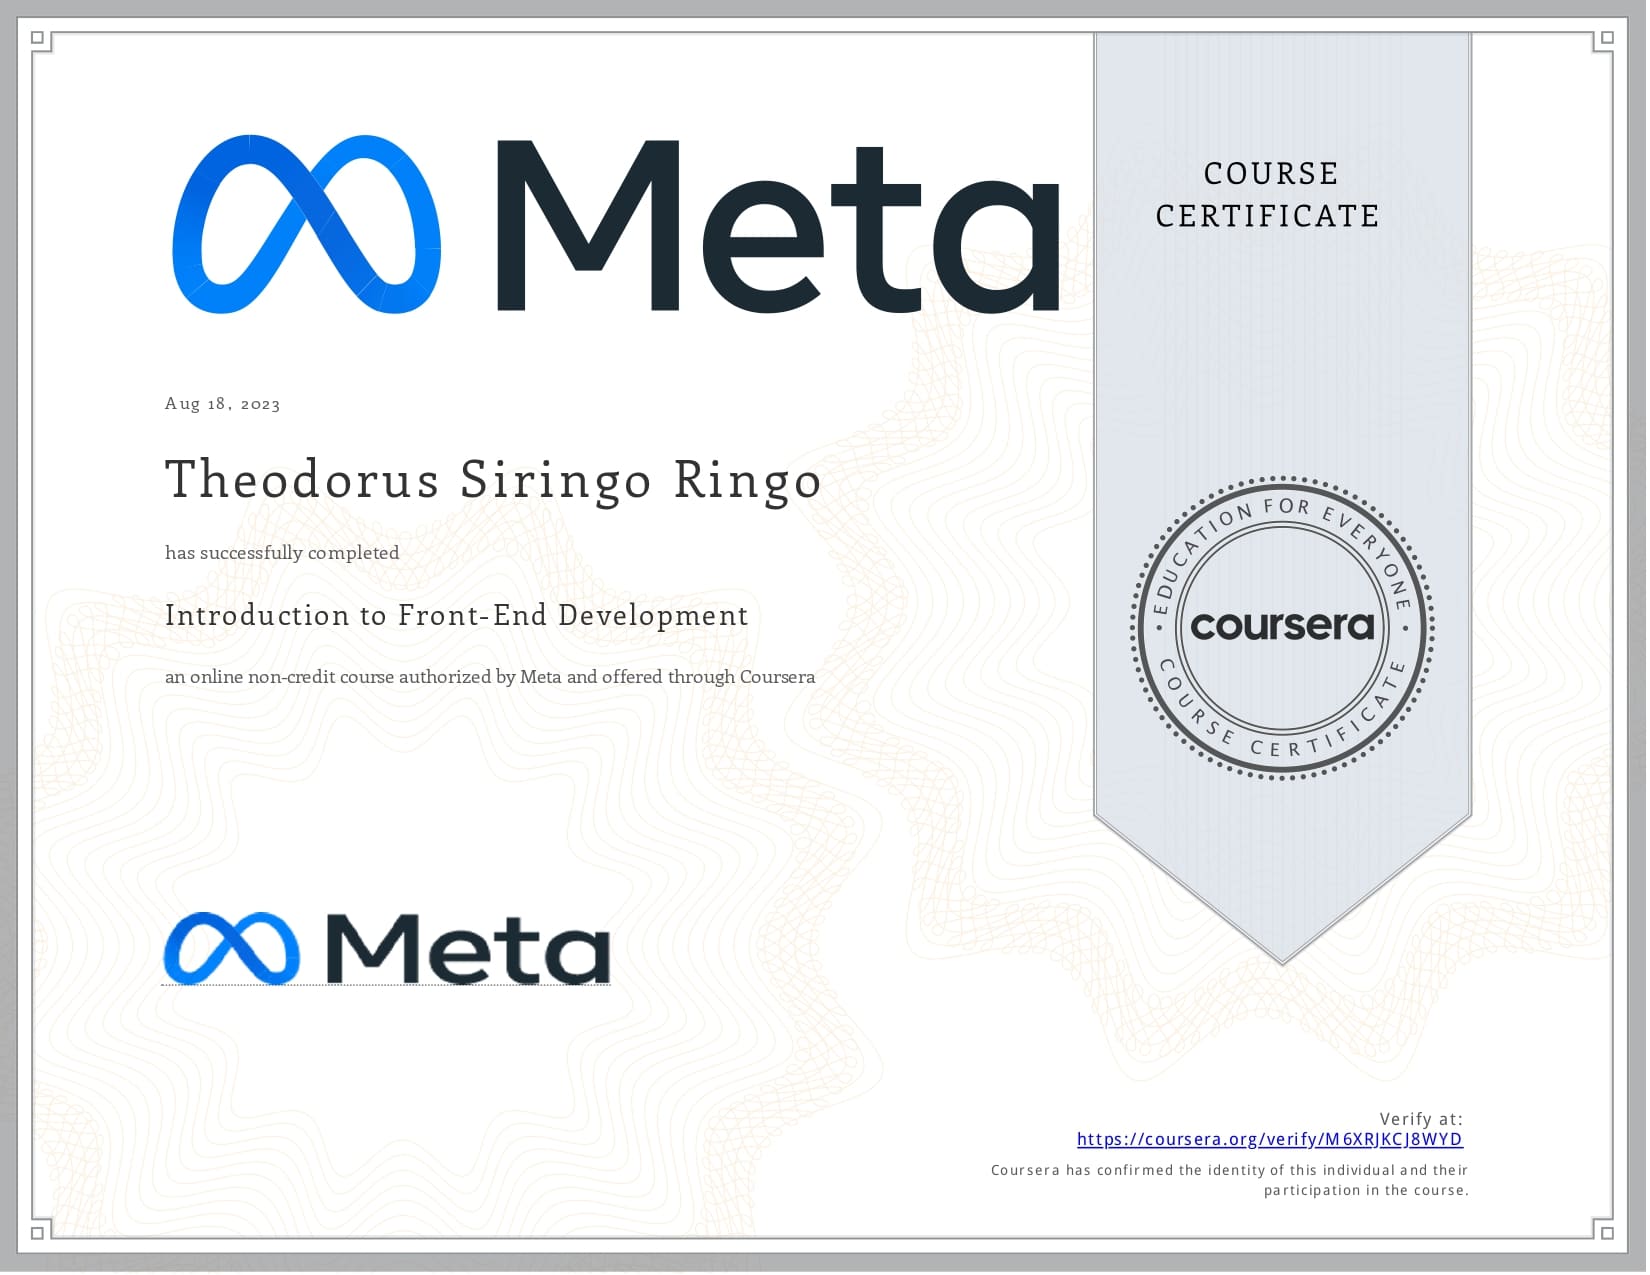 Meta
COURSE
CERTIFICATE
Aug 18, 2023
Theodorus Siringo Ringo
has successfully completed
Introduction to Front-End Development
an online non-credit course authorized by Meta and offered through Coursera
EDUCATION FOR EVERYONE
coursera
COURSE CERTIFICATE
Meta
Verify at:
https://coursera.org/verify/M6XRJKCJ8WYD
Coursera has confirmed the identity of this individual and their
participation in the course.